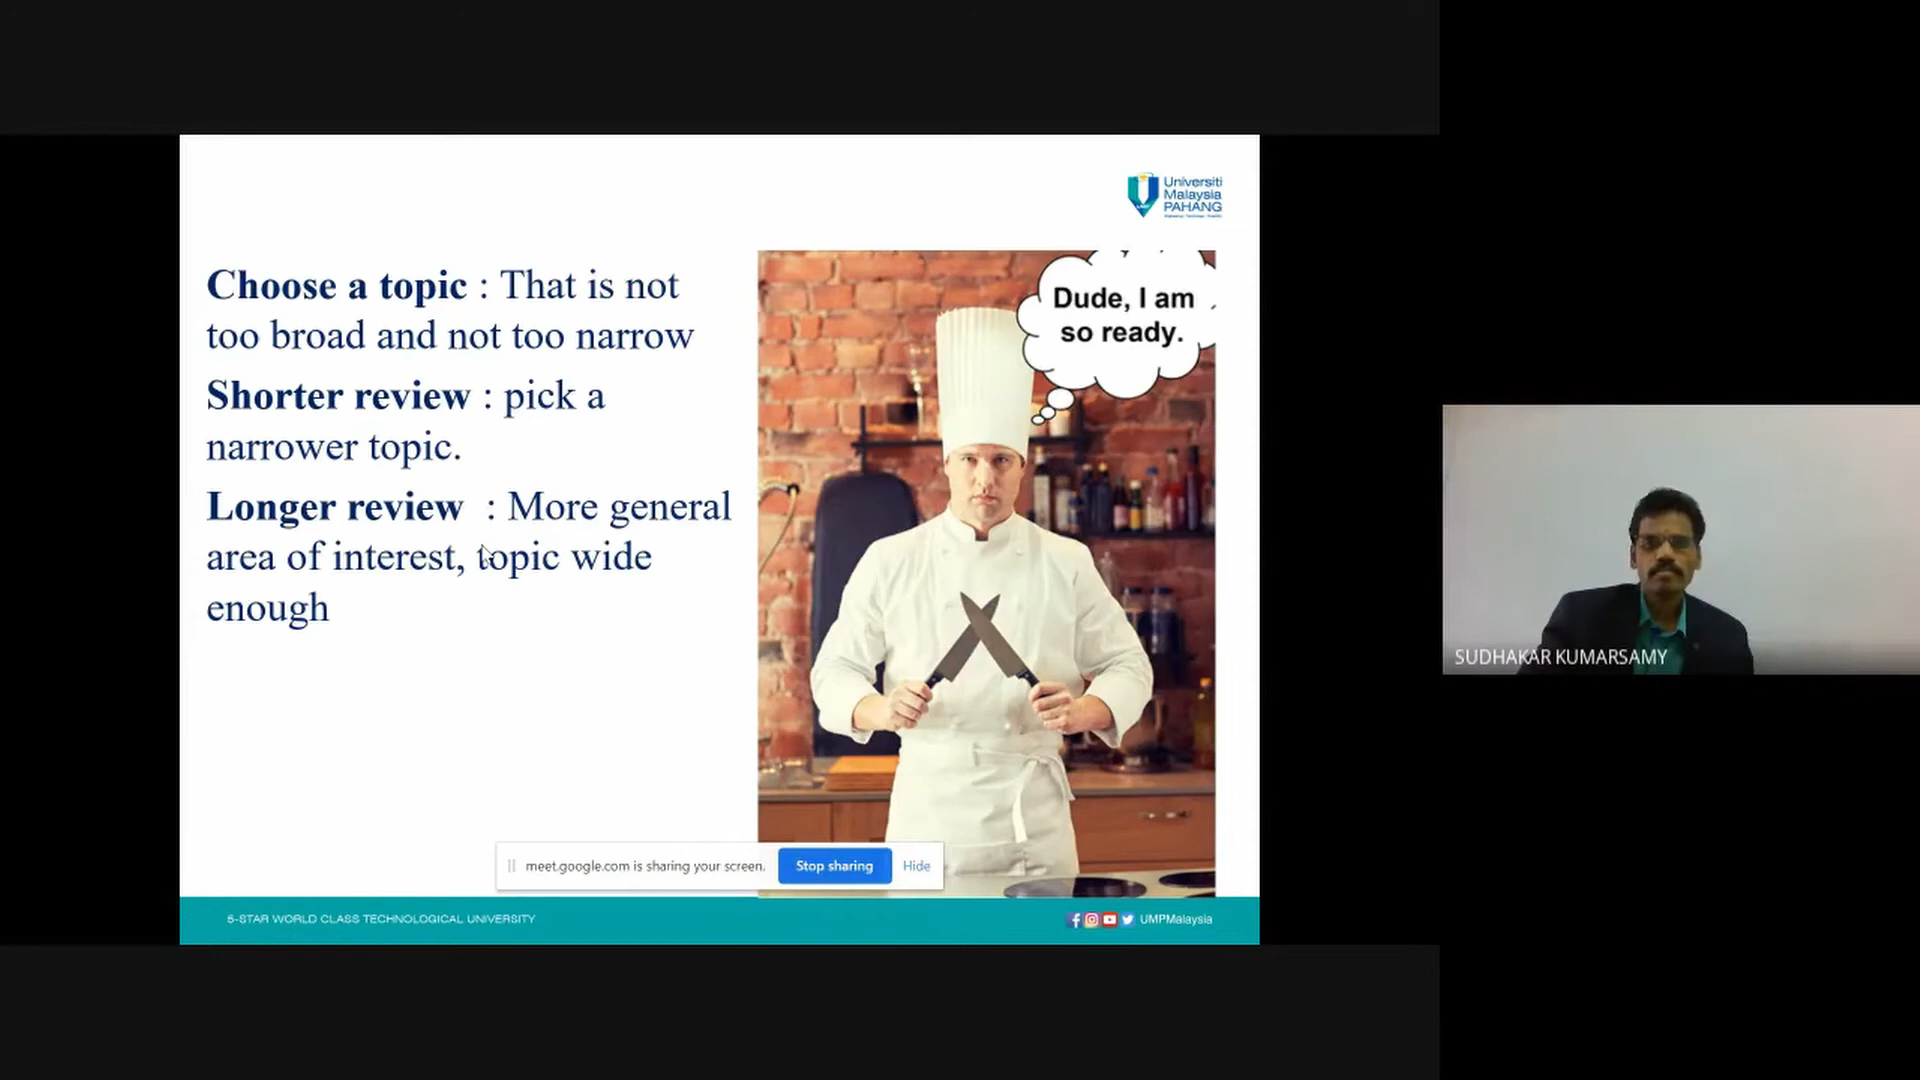 Universiti
Malaysia
PAHANG
Choose a topic : That is not
too broad and not too narrow
Shorter review : pick a
narrower topic.
Longer review : More general
area of interest, topic wide
enough
Dude, I am
so ready.
SUDHAKAR KUMARSAMY
meet.google.com is sharing your screen.
Stop sharing
Hide
5-STAR WORLD CLASS TECHNOLOGICAL UNIVERSITY
UMPMalaysia